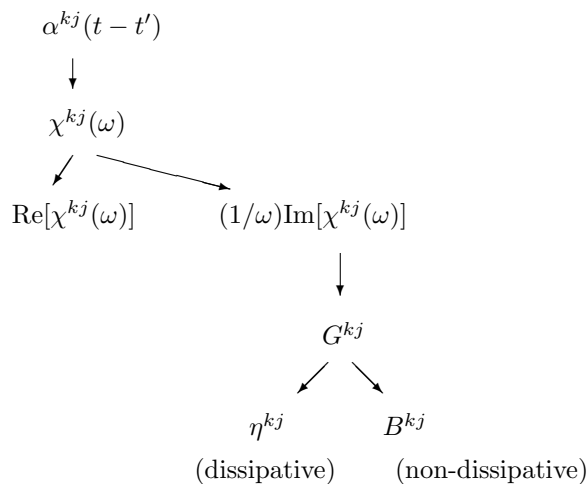 α^{kj}(t − t′)
χ^{kj}(ω)
Re[χ^{kj}(ω)] (1/ω)Im[χ^{kj}(ω)]
G^{kj}
η^{kj} B^{kj}
(dissipative) (non-dissipative)